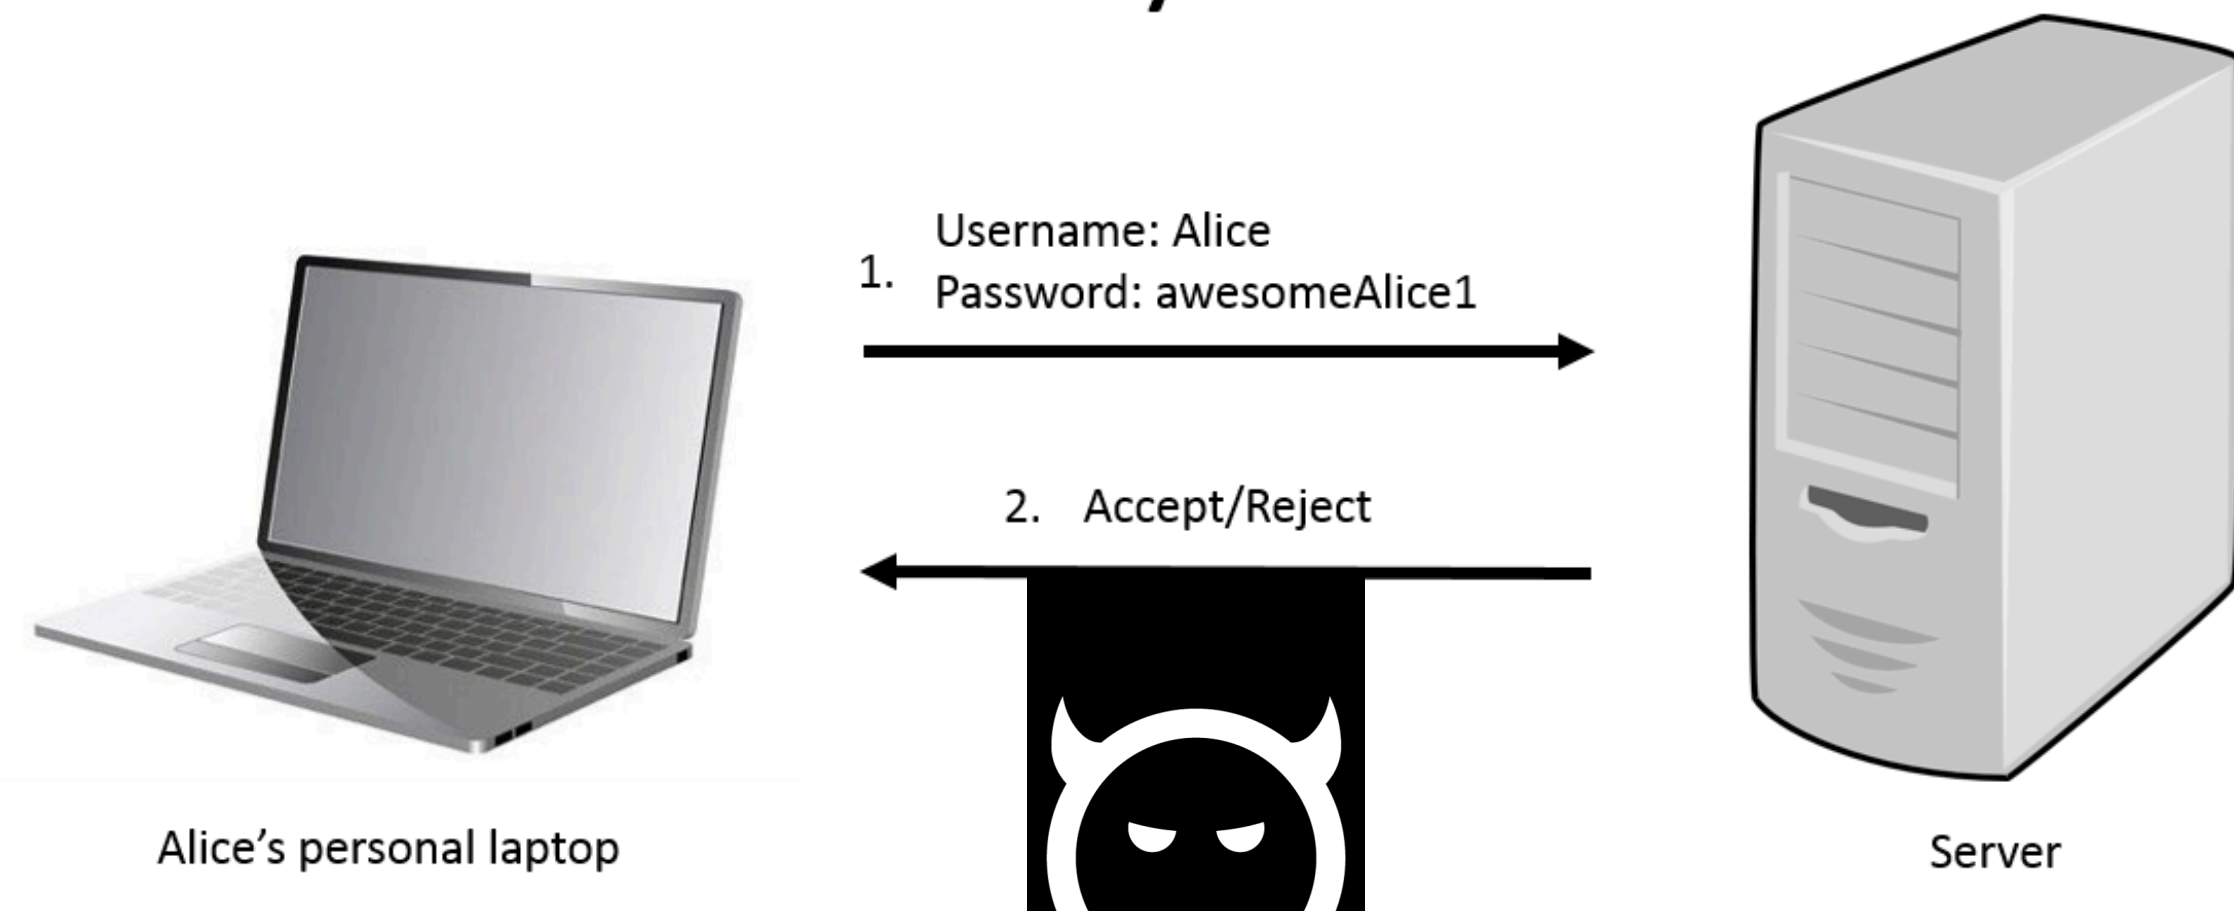 1.
Username: Alice
Password: awesomeAlice1
2. Accept/Reject
Alice’s personal laptop
Server